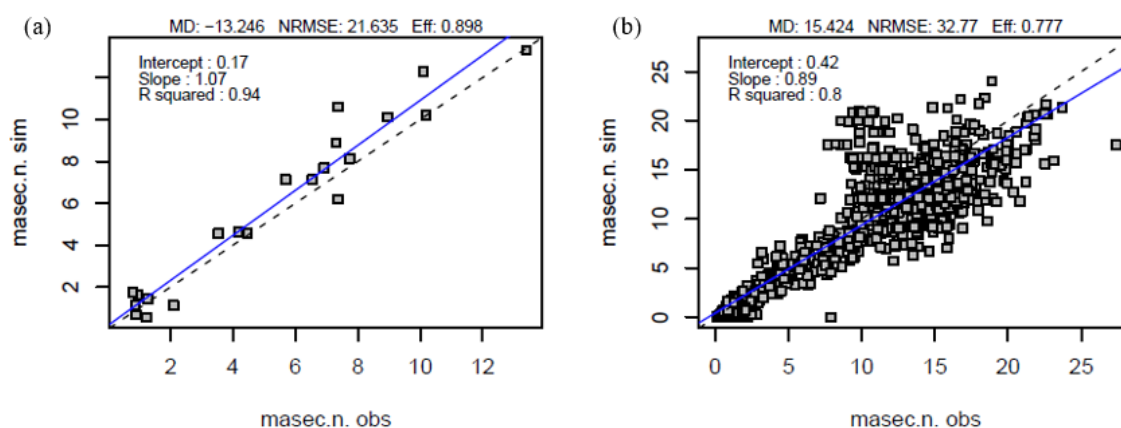 (a)
MD: −13.246 NRMSE: 21.635 Eff: 0.898
Intercept : 0.17
Slope : 1.07
R squared : 0.94
masec.n. sim
10
8
6
4
2
2 4 6 8 10 12
masec.n. obs
(b)
MD: 15.424 NRMSE: 32.77 Eff: 0.777
Intercept : 0.42
Slope : 0.89
R squared : 0.8
masec.n. sim
25
20
15
10
5
0
0 5 10 15 20 25
masec.n. obs